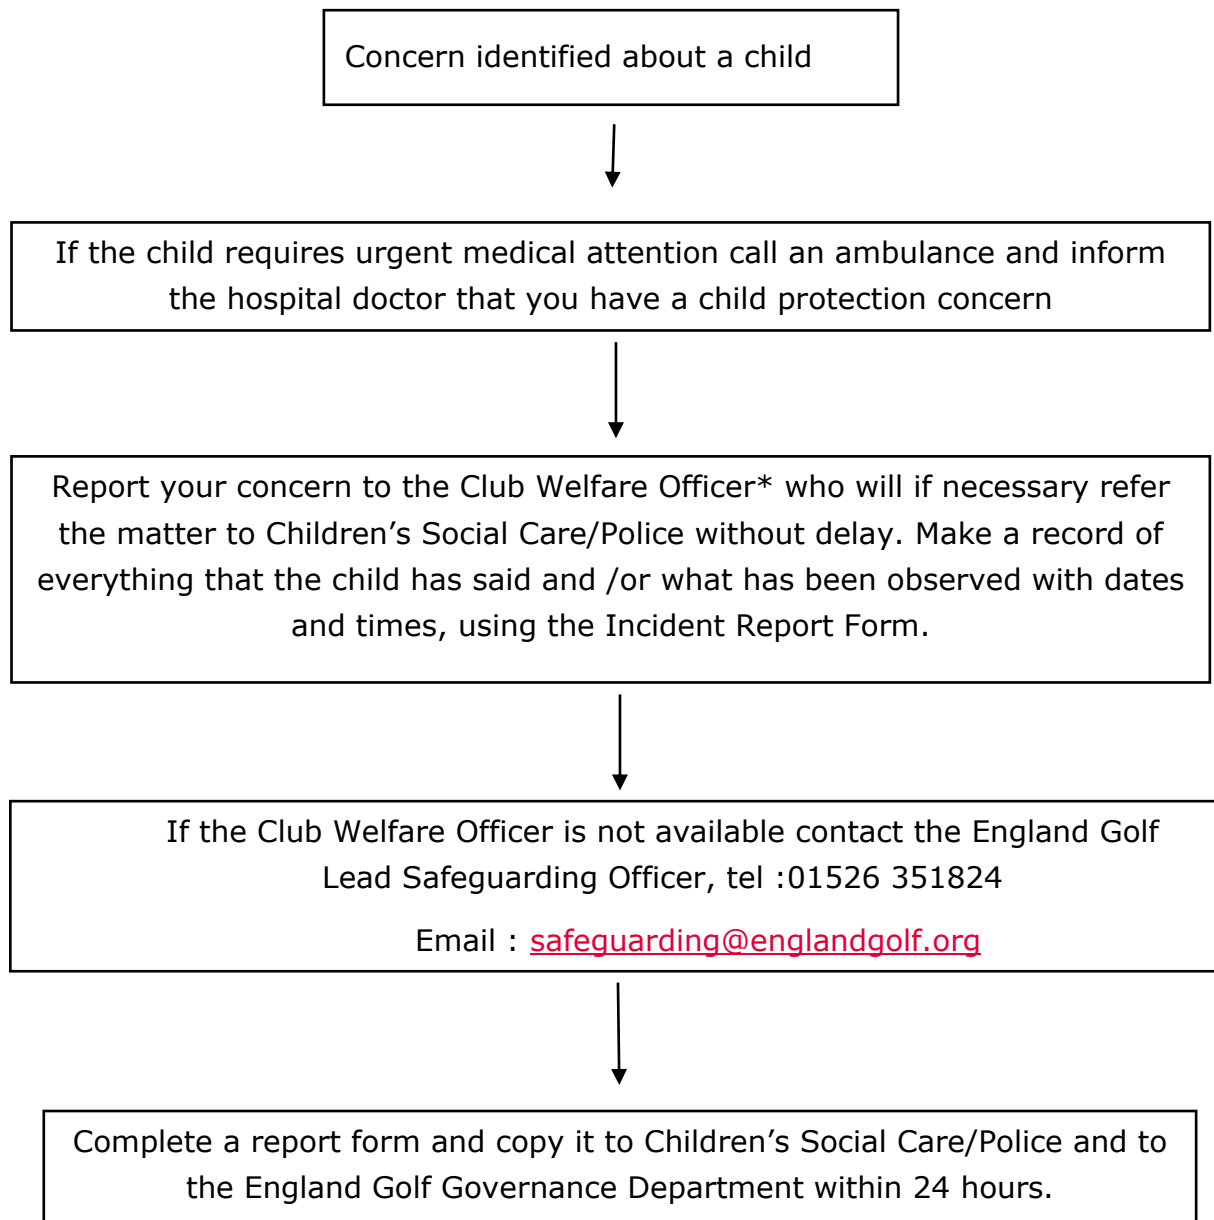 Concern identified about a child
If the child requires urgent medical attention call an ambulance and inform
the hospital doctor that you have a child protection concern
Report your concern to the Club Welfare Officer* who will if necessary refer
the matter to Children’s Social Care/Police without delay. Make a record of
everything that the child has said and /or what has been observed with dates
and times, using the Incident Report Form.
If the Club Welfare Officer is not available contact the England Golf
Lead Safeguarding Officer, tel :01526 351824
Email : safeguarding@englandgolf.org
Complete a report form and copy it to Children’s Social Care/Police and to
the England Golf Governance Department within 24 hours.